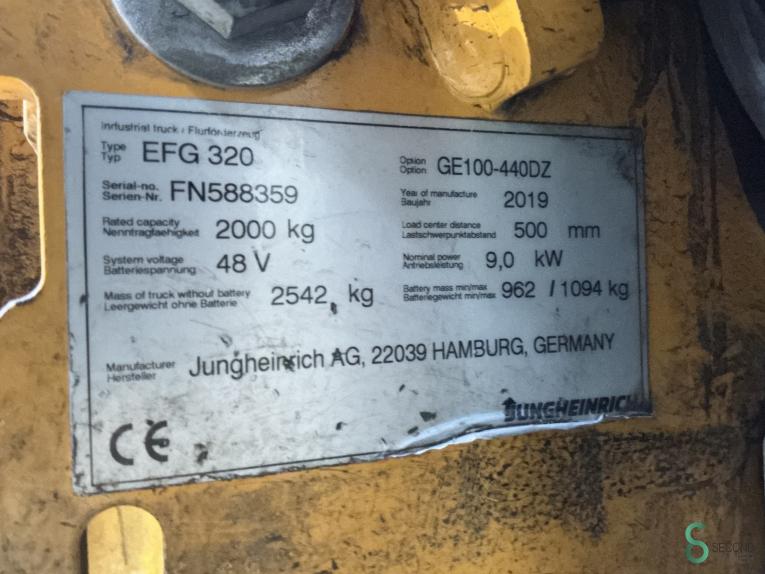 Industrial truck / Flurförderzeug
Type EFG 320
Typ
Option GE100-440DZ
Option
Serial-no. FN588359
Serien-Nr.
Year of manufacture 2019
Baujahr
Rated capacity 2000 kg
Nenntragfaehigkeit
Load center distance 500 mm
Lastschwerpunktabstand
System voltage 48 V
Batteriespannung
Nominal power 9,0 kW
Antriebsleistung
Mass of truck without battery 2542 kg
Leergewicht ohne Batterie
Battery mass min/max 962 / 1094 kg
Batteriegewicht min/max
Manufacturer Jungheinrich AG, 22039 HAMBURG, GERMANY
Hersteller
CE
JUNGHEINRICH
SECOND